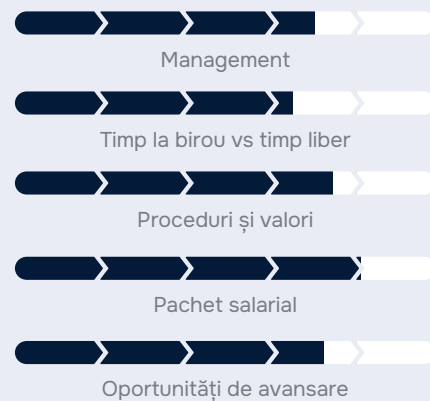 Management
Timp la birou vs timp liber
Proceduri și valori
Pachet salarial
Oportunități de avansare